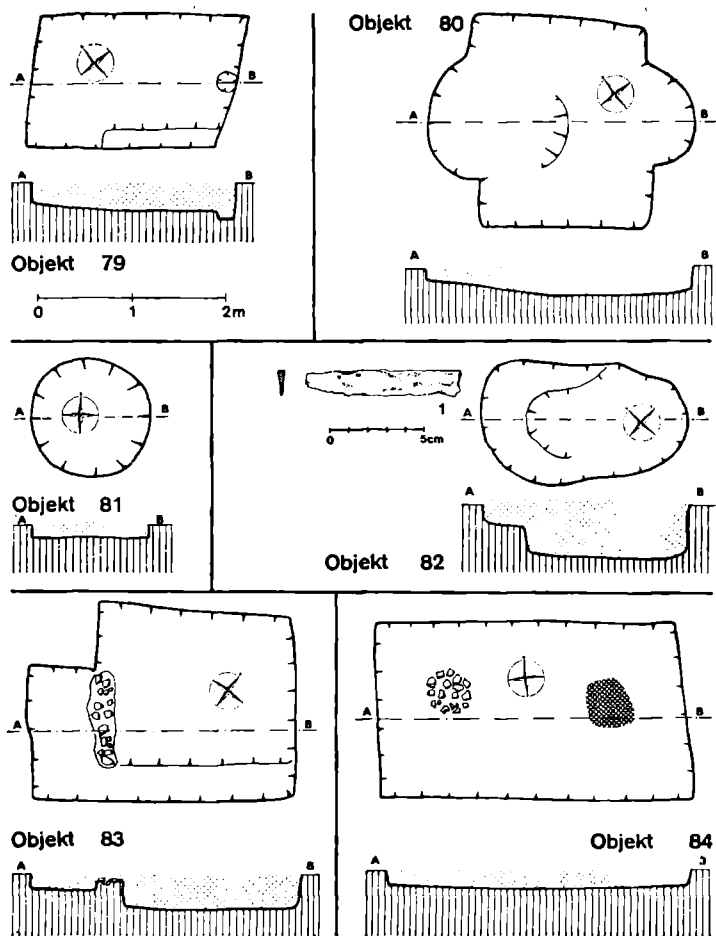 A B
A B
Objekt 79
0 1 2m
Objekt 80
A B
A B
A B
Objekt 81
A B
1
0 5cm
A B
A B
Objekt 82
A B
Objekt 83
A B
A B
Objekt 84
A